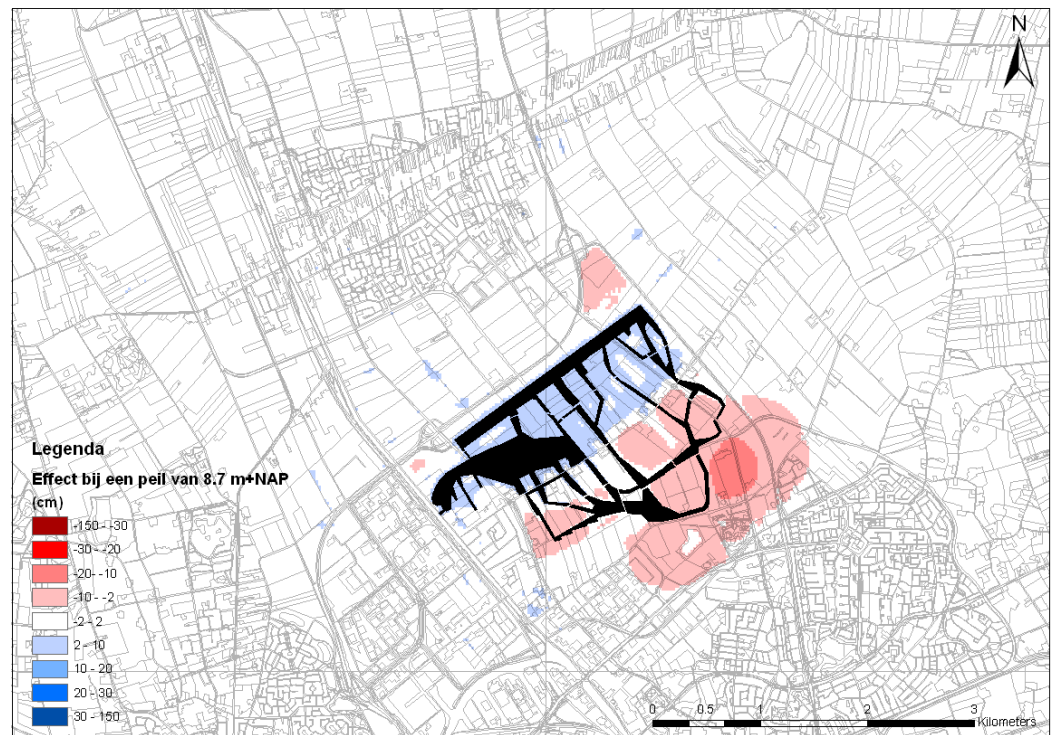 N
Legenda
Effect bij een peil van 8.7 m+NAP
(cm)
-150 - -30
-30 - -20
-20 - -10
-10 - -2
-2 - 2
2 - 10
10 - 20
20 - 30
30 - 150
0 0.5 1 2 3
Kilometers